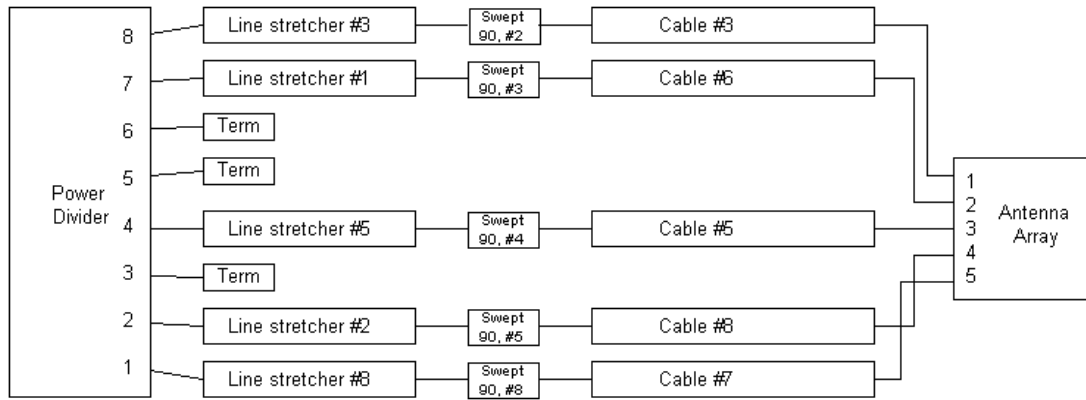 8
Line stretcher #3
Swept
90, #2
Cable #3
7
Line stretcher #1
Swept
90, #3
Cable #6
6
Term
5
Term
Power
Divider
4
Line stretcher #5
Swept
90, #4
Cable #5
3
Term
2
Line stretcher #2
Swept
90, #5
Cable #8
1
Line stretcher #8
Swept
90, #8
Cable #7
1
2
3
4
5
Antenna
Array